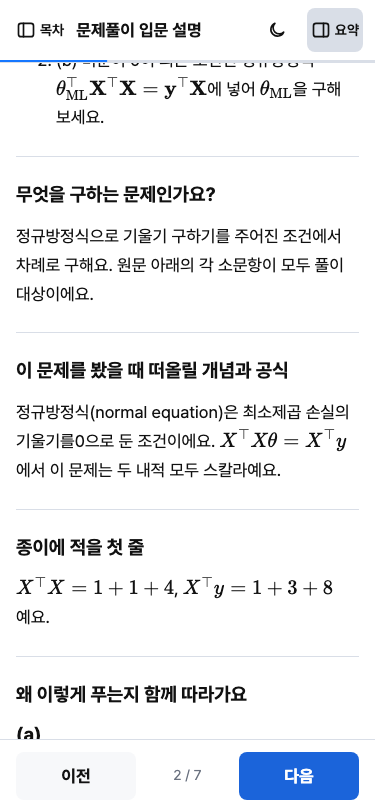 목차 문제풀이 입문 설명 요약
θ_ML^⊤ X^⊤X = y^⊤X에 넣어 θ_ML을 구해
보세요.
무엇을 구하는 문제인가요?
정규방정식으로 기울기 구하기를 주어진 조건에서
차례로 구해요. 원문 아래의 각 소문항이 모두 풀이
대상이에요.
이 문제를 봤을 때 떠올릴 개념과 공식
정규방정식(normal equation)은 최소제곱 손실의
기울기를0으로 둔 조건이에요. X^⊤Xθ = X^⊤y
에서 이 문제는 두 내적 모두 스칼라예요.
종이에 적을 첫 줄
X^⊤X = 1 + 1 + 4, X^⊤y = 1 + 3 + 8
예요.
왜 이렇게 푸는지 함께 따라가요
(a)
이전 2 / 7 다음